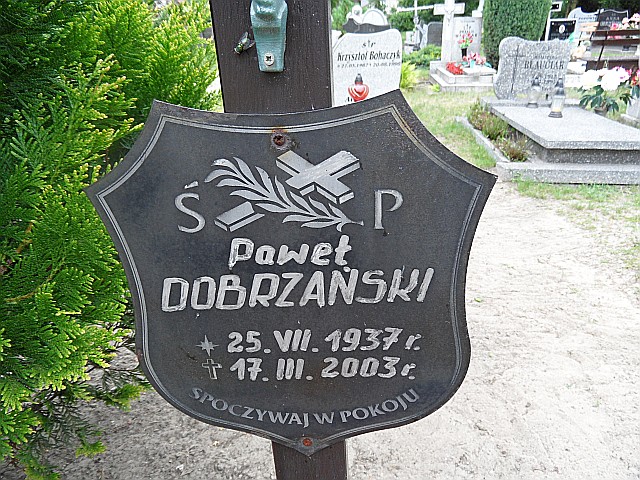 Ś P
Paweł
DOBRZAŃSKI
25. VII. 1937 r.
17. III. 2003 r.
SPOCZYWAJ W POKOJU
Krzysztof Bohaczyk